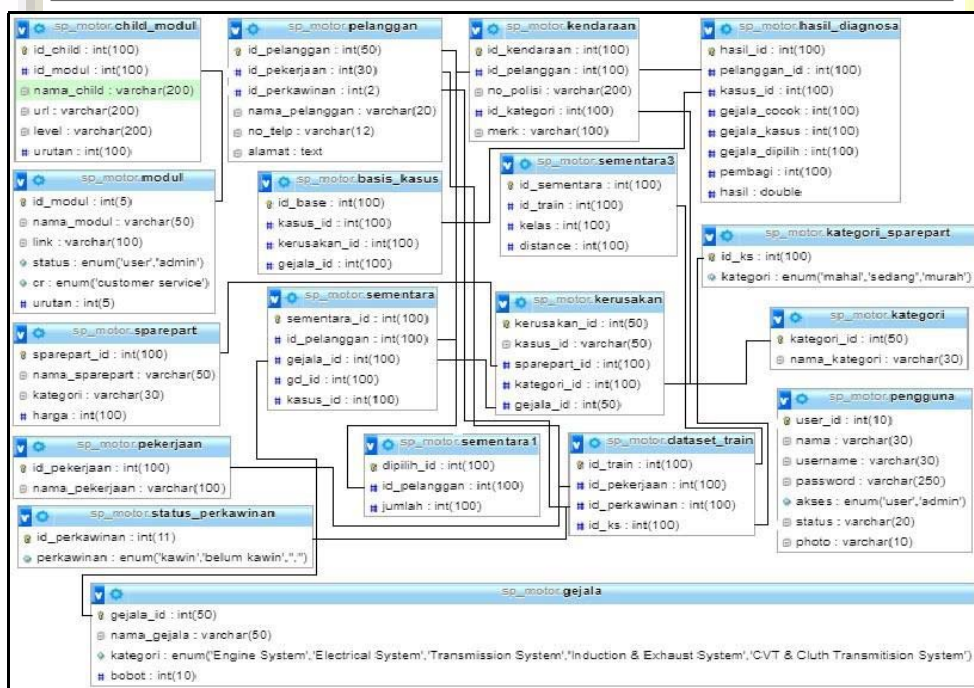 sp_motor.child_modul
id_child : int(100)
id_modul : int(100)
nama_child : varchar(200)
url : varchar(200)
level : varchar(200)
urutan : int(100)
sp_motor.pelanggan
id_pelanggan : int(50)
id_pekerjaan : int(30)
id_perkawinan : int(2)
nama_pelanggan : varchar(20)
no_telp : varchar(12)
alamat : text
sp_motor.kendaraan
id_kendaraan : int(100)
id_pelanggan : int(100)
no_polisi : varchar(200)
id_kategori : int(100)
merk : varchar(100)
sp_motor.hasil_diagnosa
hasil_id : int(100)
pelanggan_id : int(100)
kasus_id : int(100)
gejala_cocok : int(100)
gejala_kasus : int(100)
gejala_dipilih : int(100)
pembagi : int(100)
hasil : double
sp_motor.modul
id_modul : int(5)
nama_modul : varchar(50)
link : varchar(100)
status : enum('user','admin')
cr : enum('customer service')
urutan : int(5)
sp_motor.basis_kasus
id_base : int(100)
kasus_id : int(100)
kerusakan_id : int(100)
gejala_id : int(100)
sp_motor.sementara3
id_sementara : int(100)
id_train : int(100)
kelas : int(100)
distance : int(100)
sp_motor.kategori_sparepart
id_ks : int(100)
kategori : enum('mahal','sedang','murah')
sp_motor.sparepart
sparepart_id : int(100)
nama_sparepart : varchar(50)
kategori : varchar(30)
harga : int(100)
sp_motor.sementara
sementara_id : int(100)
id_pelanggan : int(100)
gejala_id : int(100)
gd_id : int(100)
kasus_id : int(100)
sp_motor.kerusakan
kerusakan_id : int(50)
kasus_id : varchar(50)
sparepart_id : int(100)
kategori_id : int(100)
gejala_id : int(50)
sp_motor.kategori
kategori_id : int(50)
nama_kategori : varchar(30)
sp_motor.pekerjaan
id_pekerjaan : int(100)
nama_pekerjaan : varchar(100)
sp_motor.sementara1
dipilih_id : int(100)
id_pelanggan : int(100)
jumlah : int(100)
sp_motor.dataset_train
id_train : int(100)
id_pekerjaan : int(100)
id_perkawinan : int(100)
id_ks : int(100)
sp_motor.pengguna
user_id : int(10)
nama : varchar(30)
username : varchar(30)
password : varchar(250)
akses : enum('user','admin')
status : varchar(20)
photo : varchar(10)
sp_motor.status_perkawinan
id_perkawinan : int(11)
perkawinan : enum('kawin','belum kawin','','')
sp_motor.gejala
gejala_id : int(50)
nama_gejala : varchar(50)
kategori : enum('Engine System','Electrical System','Transmission System','Induction & Exhaust System','CVT & Cluth Transmitision System')
bobot : int(10)